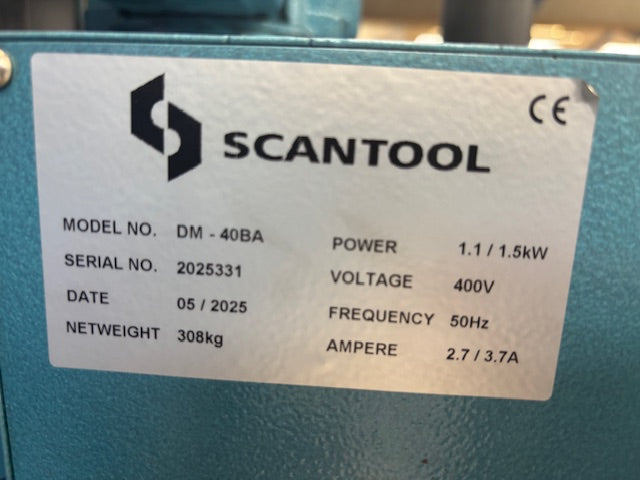 CE
SCANTOOL
MODEL NO. DM - 40BA
SERIAL NO. 2025331
DATE 05 / 2025
NETWEIGHT 308kg
POWER 1.1 / 1.5kW
VOLTAGE 400V
FREQUENCY 50Hz
AMPERE 2.7 / 3.7A